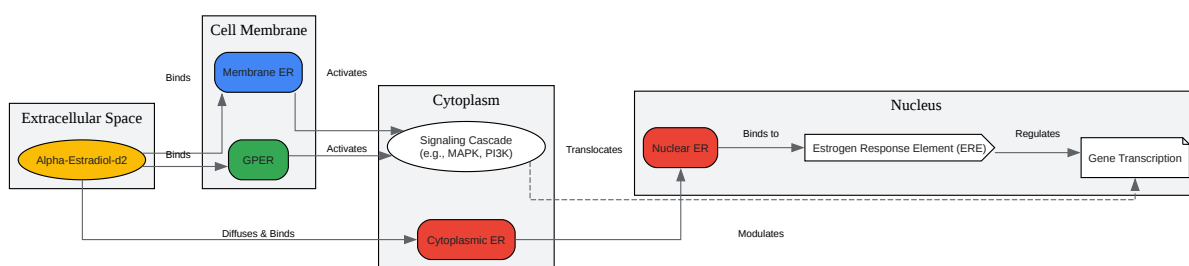 Cell Membrane
Membrane ER
Binds
Activates
Cytoplasm
Nucleus
Extracellular Space
Signaling Cascade
(e.g., MAPK, PI3K)
Binds to
Regulates
Alpha-Estradiol-d2
Binds
GPER
Activates
Translocates
Nuclear ER
Estrogen Response Element (ERE)
Gene Transcription
Diffuses & Binds
Cytoplasmic ER
Modulates